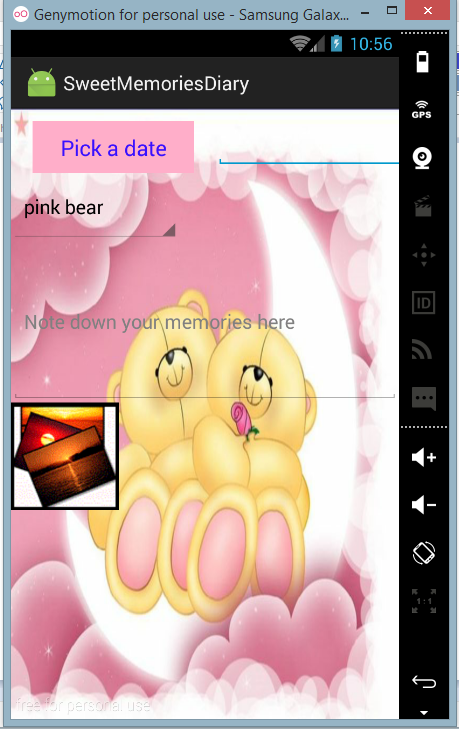 Genymotion for personal use - Samsung Galax...
10:56
SweetMemoriesDiary
GPS
Pick a date
pink bear
ID
Note down your memories here
1:1
free for personal use